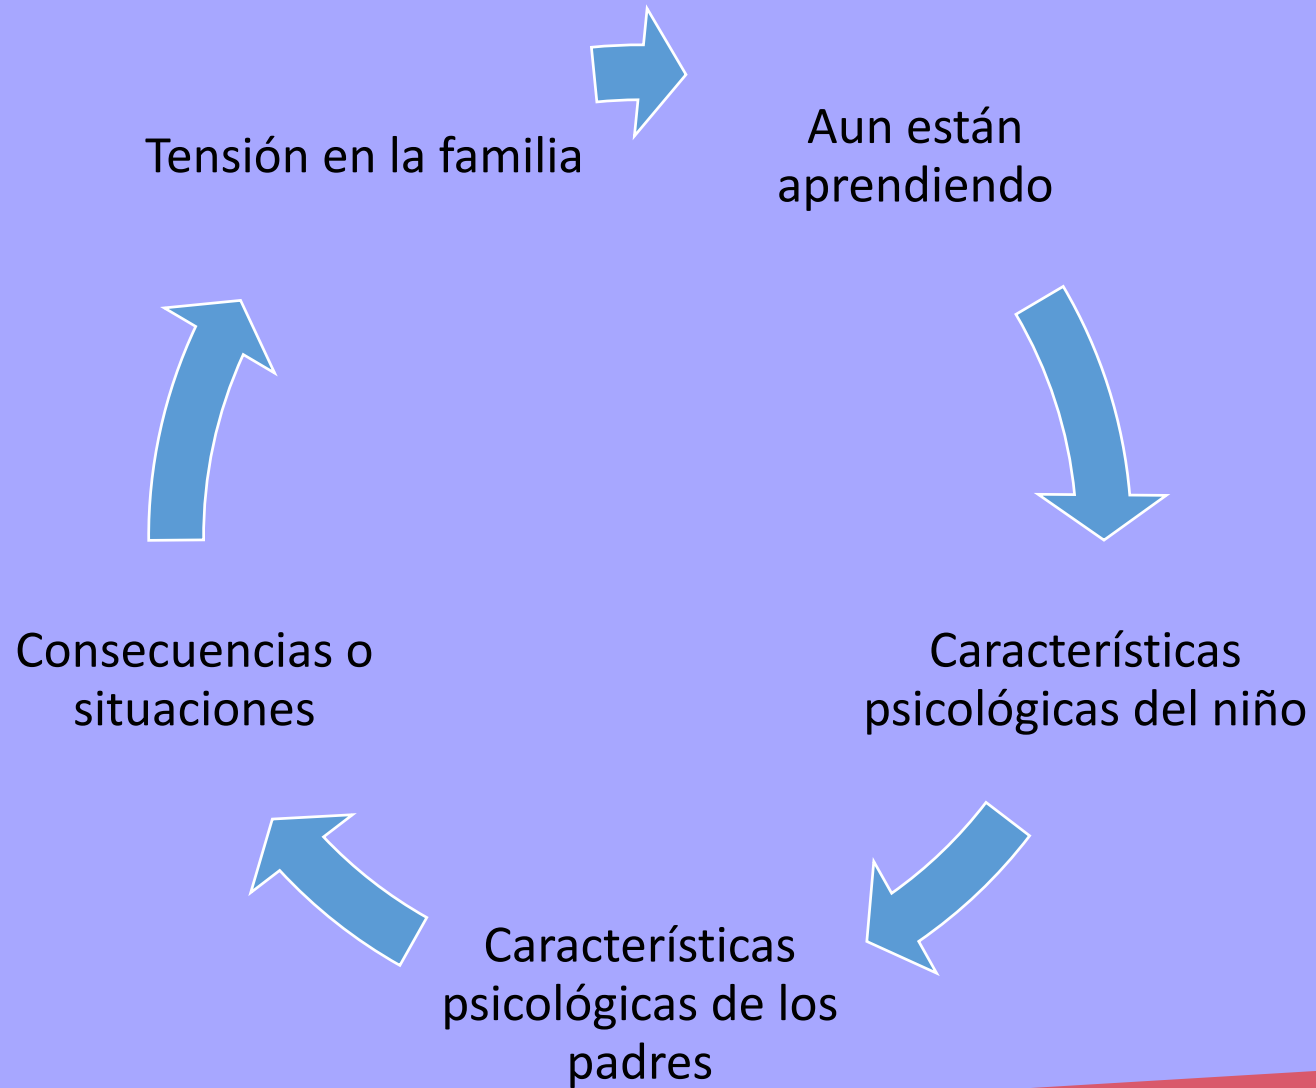 Tensión en la familia
Aun están
aprendiendo
Características
psicológicas del niño
Características
psicológicas de los
padres
Consecuencias o
situaciones